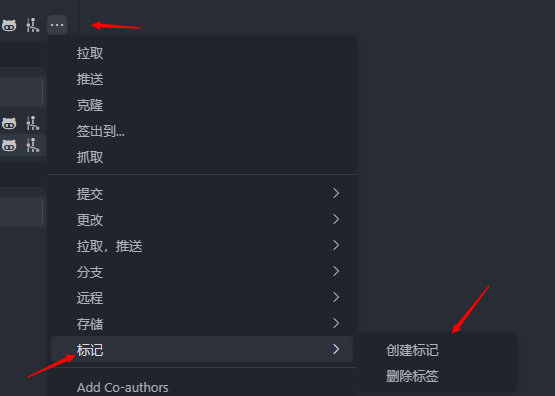 拉取
推送
克隆
签出到...
抓取
提交
更改
拉取，推送
分支
远程
存储
标记
创建标记
删除标签
Add Co-authors